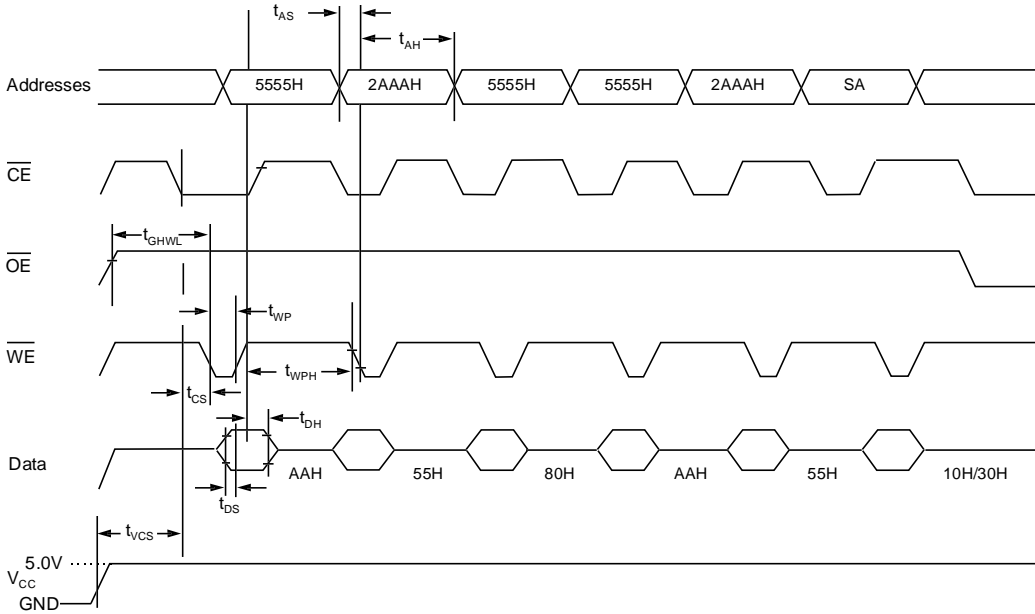 tAS
tAH
Addresses 5555H 2AAAH 5555H 5555H 2AAAH SA
CE
tGHWL
OE
tWP
WE
tWPH
tCS
tDH
Data AAH 55H 80H AAH 55H 10H/30H
tDS
tVCS
5.0V
VCC
GND